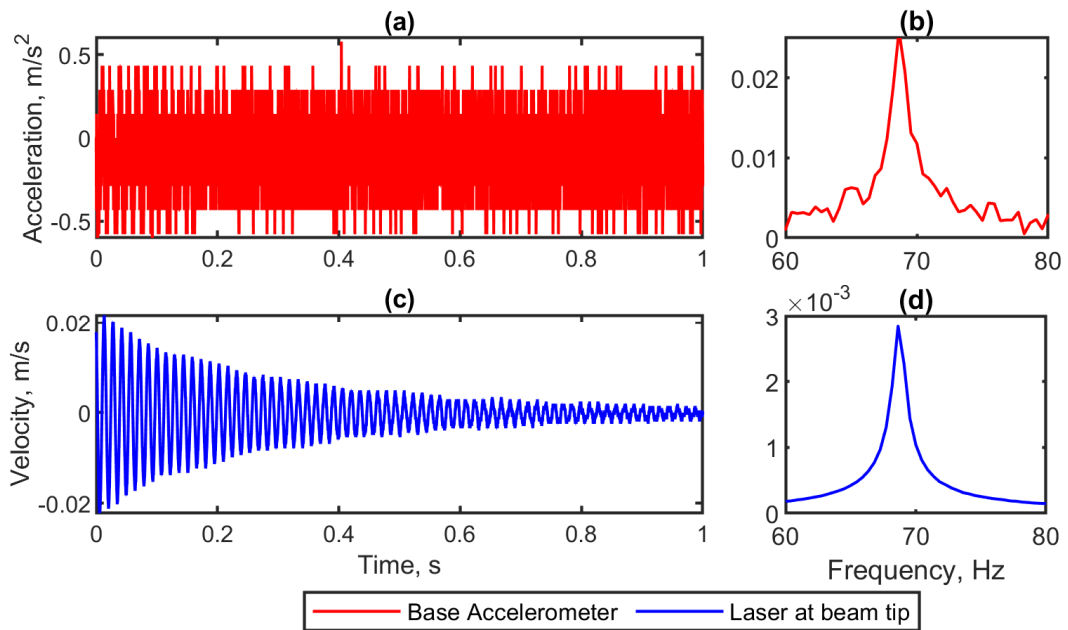 (a)
(b)
Acceleration, m/s²
0.5
0
-0.5
0 0.2 0.4 0.6 0.8 1
0.02
0.01
0
60 70 80
(c)
(d)
Velocity, m/s
0.02
0
-0.02
0 0.2 0.4 0.6 0.8 1
Time, s
×10⁻³
3
2
1
0
60 70 80
Frequency, Hz
Base Accelerometer Laser at beam tip